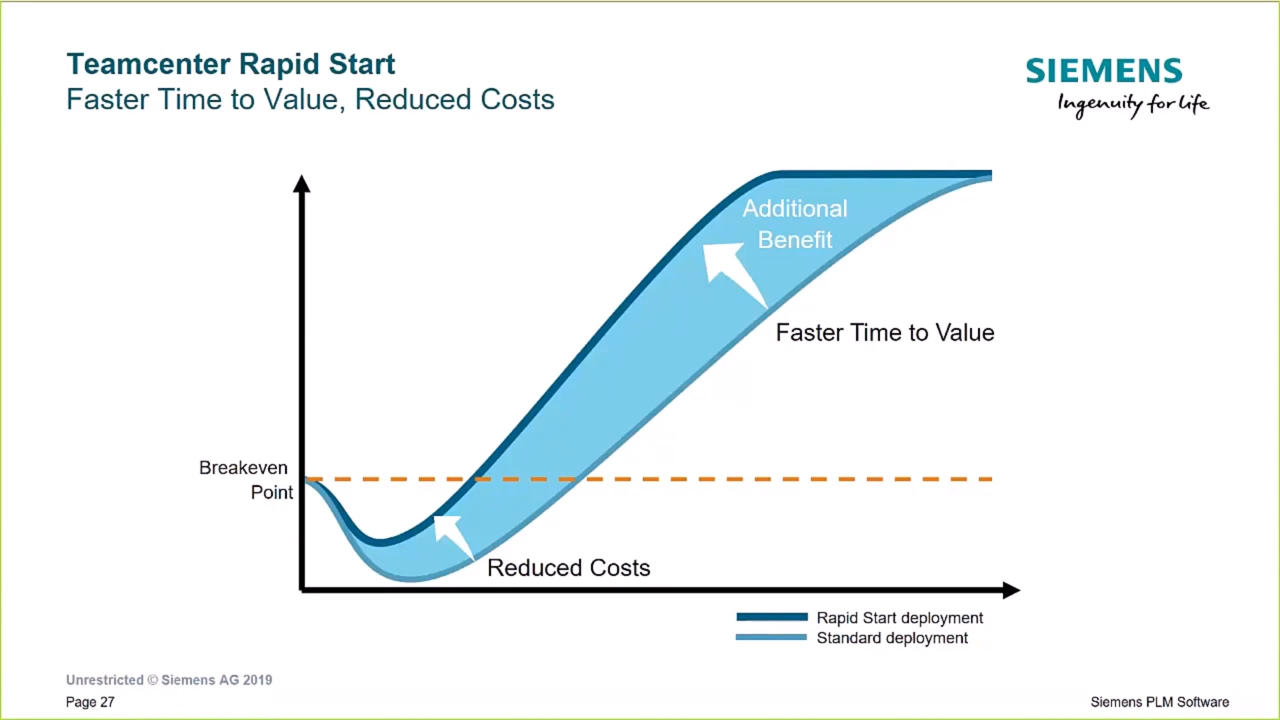 Teamcenter Rapid Start
Faster Time to Value, Reduced Costs
SIEMENS
Ingenuity for life
Additional
Benefit
Faster Time to Value
Breakeven
Point
Reduced Costs
Rapid Start deployment
Standard deployment
Unrestricted © Siemens AG 2019
Page 27
Siemens PLM Software